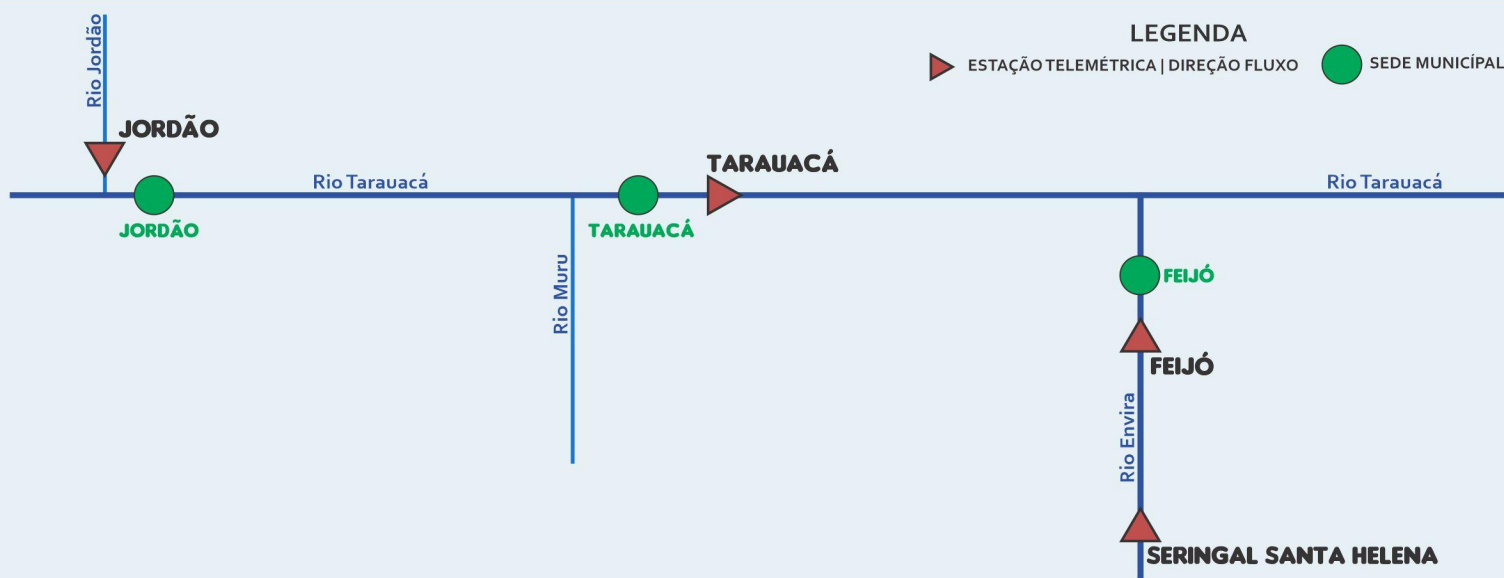 LEGENDA
ESTAÇÃO TELEMÉTRICA | DIREÇÃO FLUXO
SEDE MUNICÍPAL
Rio Jordão
JORDÃO
TARAUACÁ
Rio Tarauacá
Rio Tarauacá
JORDÃO
TARAUACÁ
Rio Muru
FEIJÓ
FEIJÓ
Rio Envira
SERINGAL SANTA HELENA